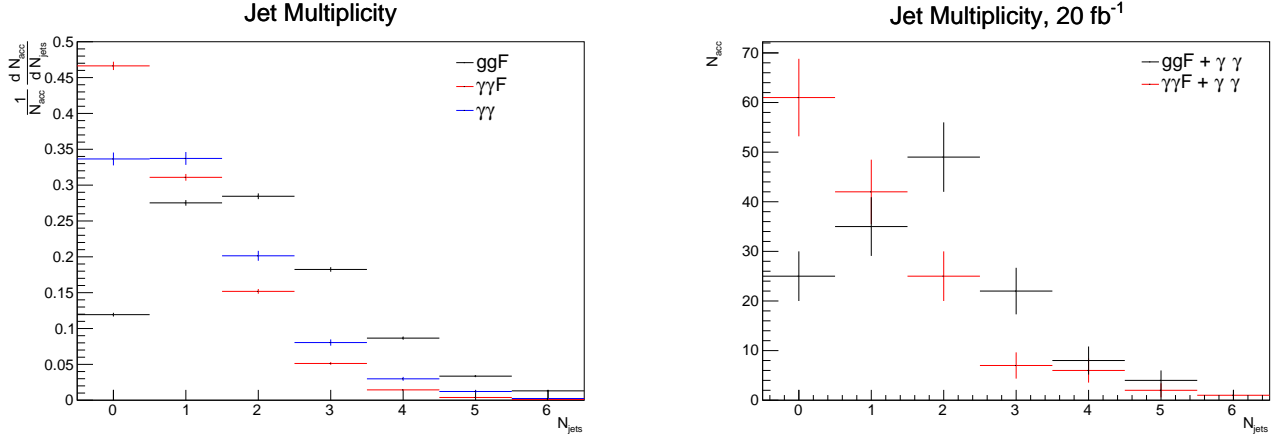 Jet Multiplicity
1/N_acc d N_acc/d N_jets
0.5
0.45
0.4
0.35
0.3
0.25
0.2
0.15
0.1
0.05
0
ggF
γγF
γγ
0 1 2 3 4 5 6
N_jets
Jet Multiplicity, 20 fb⁻¹
N_acc
70
60
50
40
30
20
10
0
ggF + γ γ
γγF + γ γ
0 1 2 3 4 5 6
N_jets